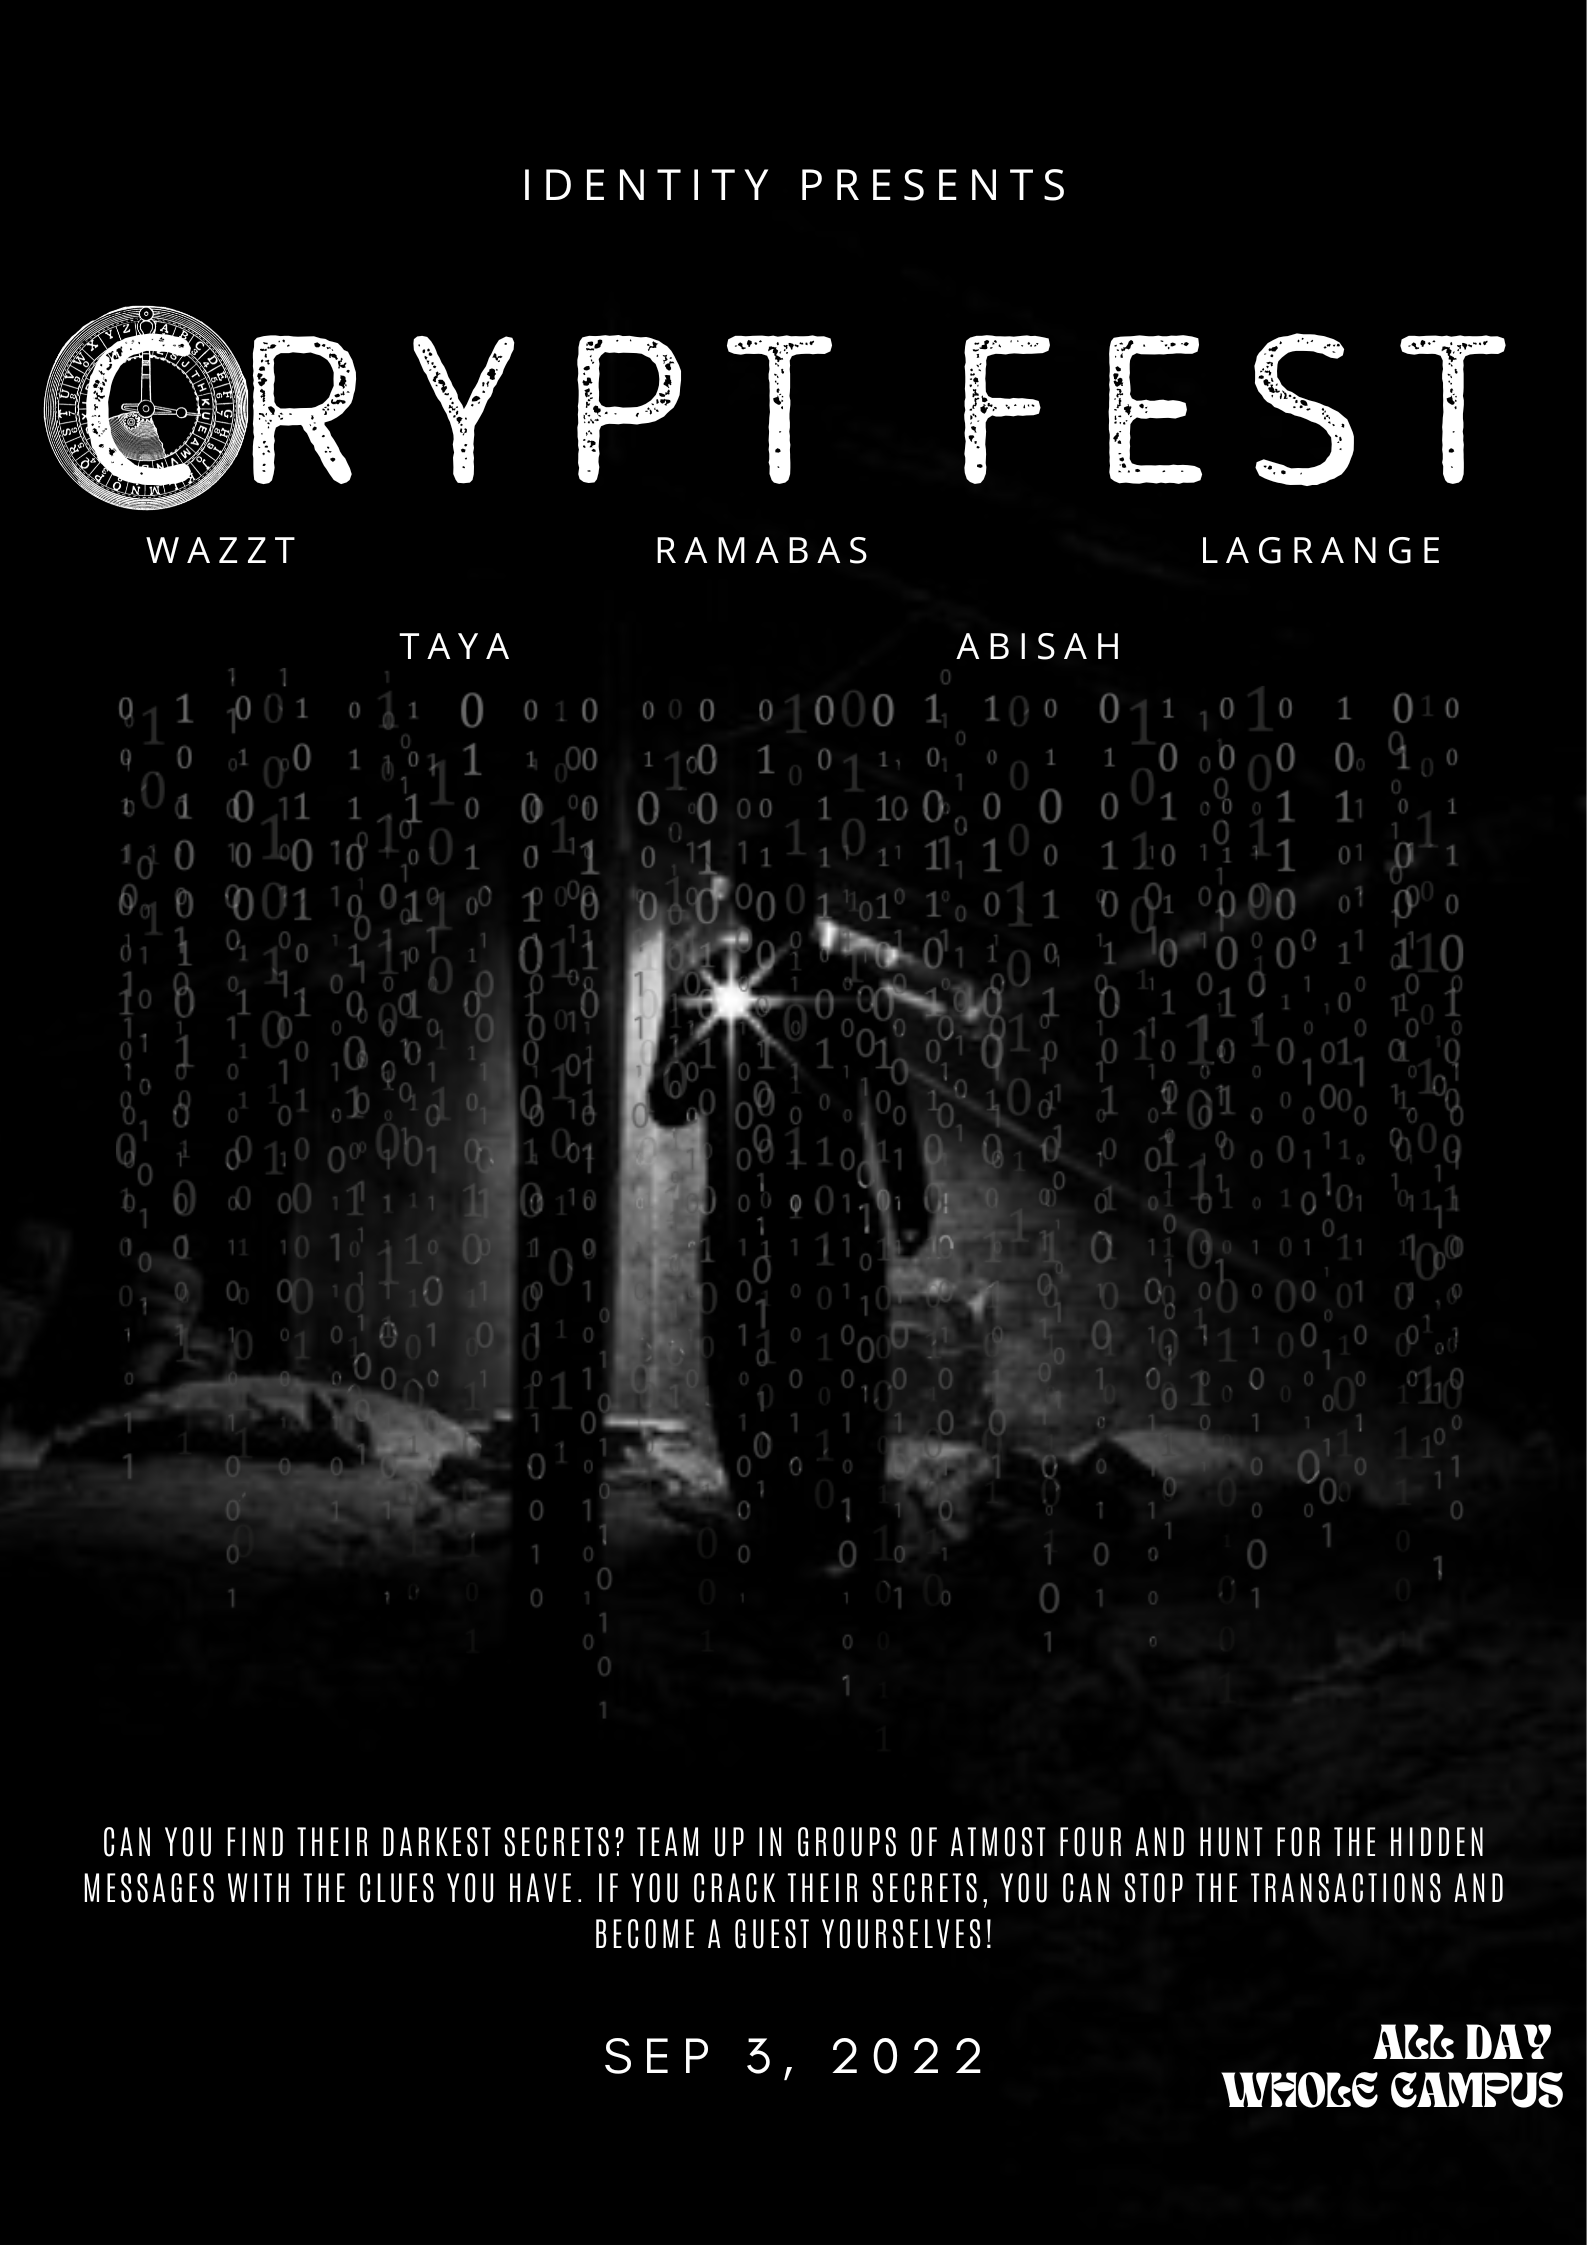 IDENTITY PRESENTS
CRYPT FEST
WAZZT RAMABAS LAGRANGE
TAYA ABISAH
CAN YOU FIND THEIR DARKEST SECRETS? TEAM UP IN GROUPS OF ATMOST FOUR AND HUNT FOR THE HIDDEN
MESSAGES WITH THE CLUES YOU HAVE. IF YOU CRACK THEIR SECRETS, YOU CAN STOP THE TRANSACTIONS AND
BECOME A GUEST YOURSELVES!
SEP 3, 2022
ALL DAY
WHOLE CAMPUS